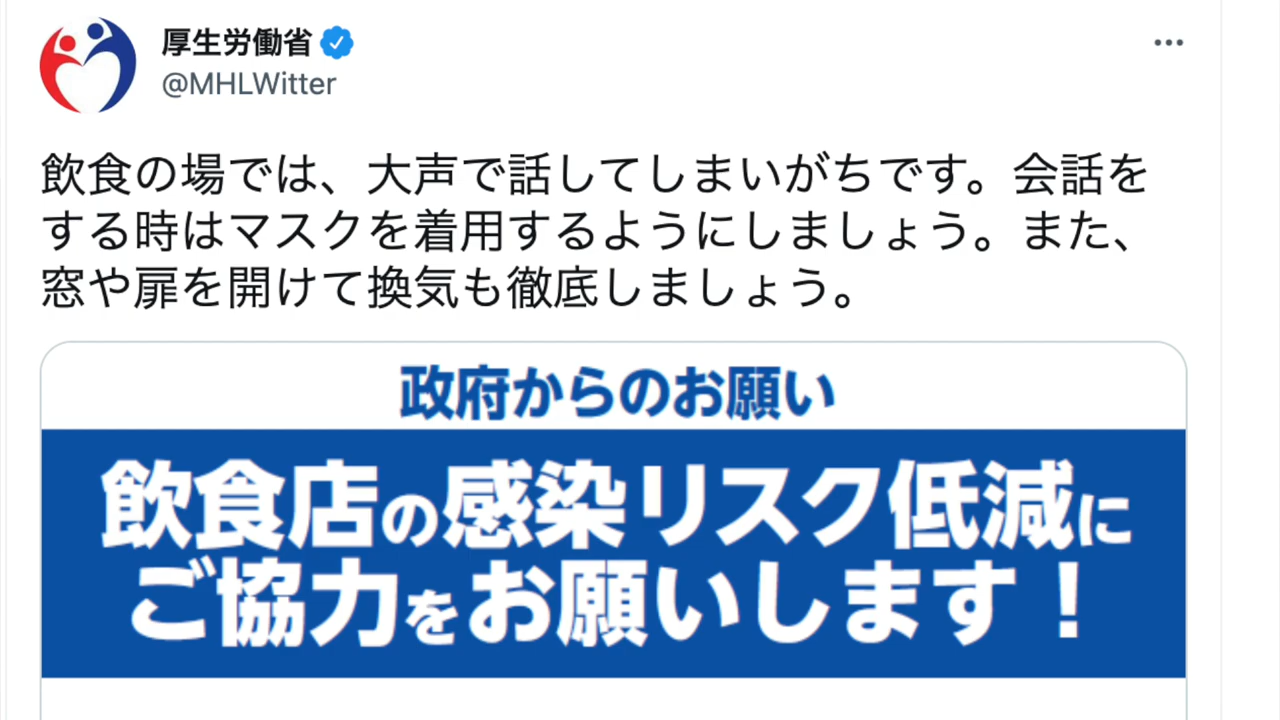 厚生労働省
@MHLWitter
飲食の場では、大声で話してしまいがちです。会話を
する時はマスクを着用するようにしましょう。また、
窓や扉を開けて換気も徹底しましょう。
政府からのお願い
飲食店の感染リスク低減に
ご協力をお願いします！